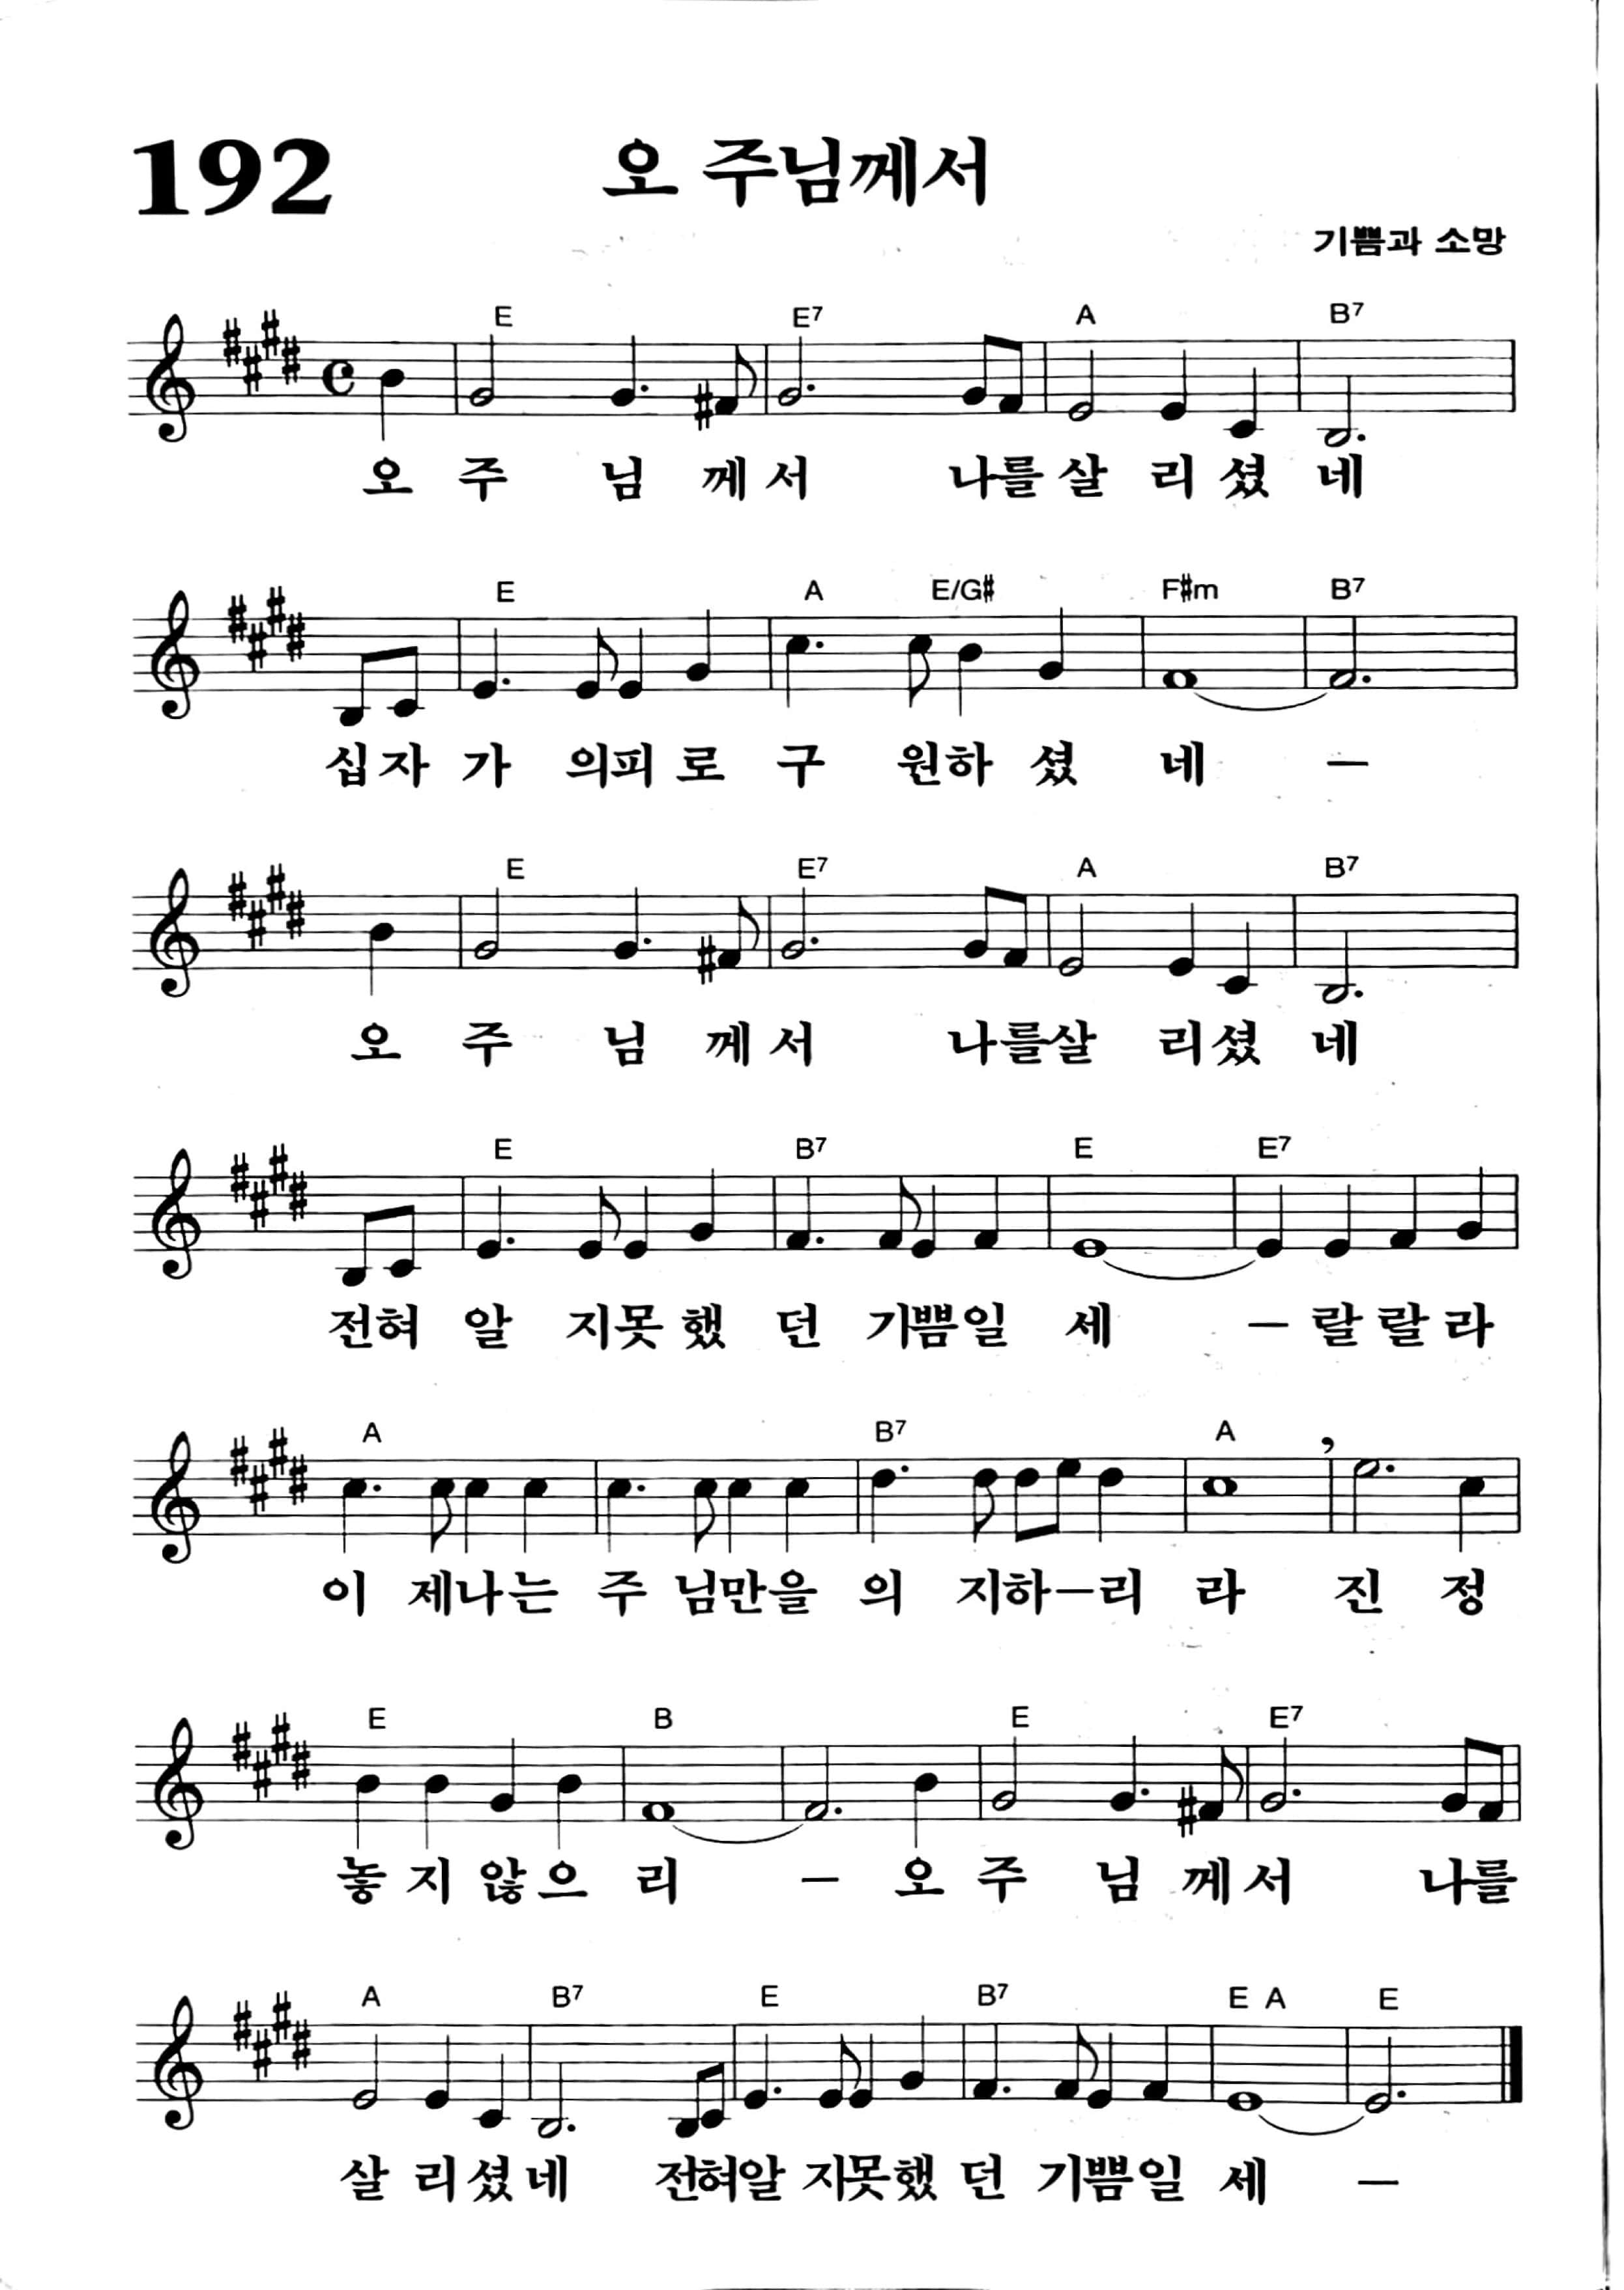 192
오 주님께서
기쁨과 소망
E E7 A B7
오 주 님 께 서 나를 살 리 셨 네
E A E/G# F#m B7
십자 가 의피 로 구 원하 셨 네 –
E E7 A B7
오 주 님 께 서 나를살 리셨 네
E B7 E E7
전혀 알 지못 했 던 기쁨일 세 – 랄 랄 라
A B7 A
이 제나는 주 님만을 의 지하–리 라 진 정
E B E E7
놓 지 않으 리 – 오 주 님 께서 나를
A B7 E B7 E A E
살 리셨네 전혀알 지못했 던 기쁨일 세 –